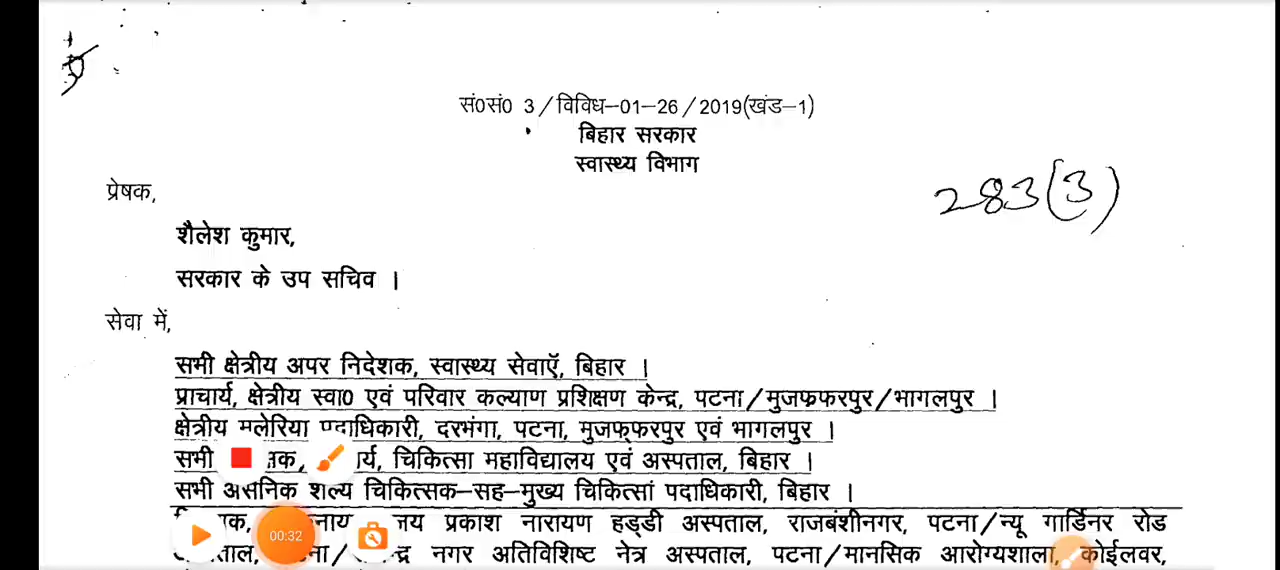 सं0सं0 3/विविध–01–26/2019(खंड–1)
बिहार सरकार
स्वास्थ्य विभाग
283(3)
प्रेषक,
शैलेश कुमार,
सरकार के उप सचिव ।
सेवा में,
सभी क्षेत्रीय अपर निदेशक, स्वास्थ्य सेवाऍ, बिहार ।
प्राचार्य, क्षेत्रीय स्वा0 एवं परिवार कल्याण प्रशिक्षण केन्द्र, पटना/मुजफ्फरपुर/भागलपुर ।
क्षेत्रीय मलेरिया पदाधिकारी, दरभंगा, पटना, मुजफ्फरपुर एवं भागलपुर ।
सभी चिकित्सा महाविद्यालय एवं अस्पताल, बिहार ।
सभी असैनिक शल्य चिकित्सक–सह–मुख्य चिकित्सां पदाधिकारी, बिहार ।
प्रकाश नारायण हड्डी अस्पताल, राजबंशीनगर, पटना/न्यू गार्डिनर रोड
नगर अतिविशिष्ट नेत्र अस्पताल, पटना/मानसिक आरोग्यशाला, कोईलवर,
00:32